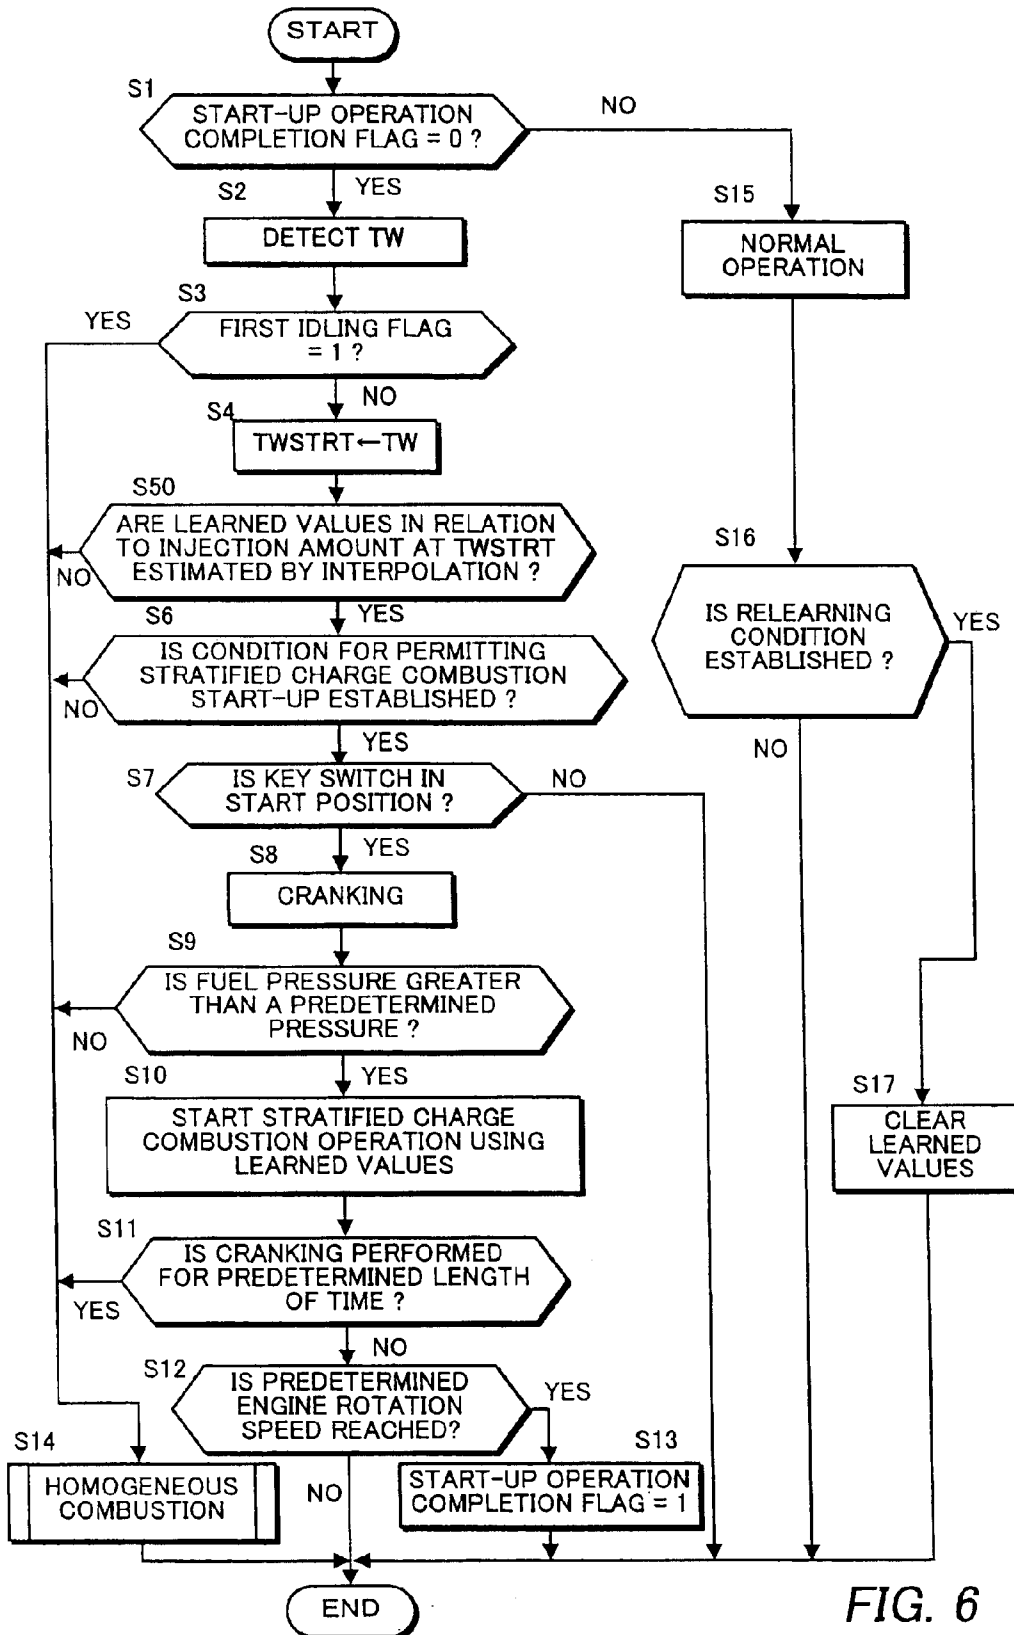 START
S1
START-UP OPERATION
COMPLETION FLAG = 0 ?
NO
YES
S2
DETECT TW
S15
NORMAL
OPERATION
S3
YES
FIRST IDLING FLAG
= 1 ?
NO
S4
TWSTRT←TW
S50
ARE LEARNED VALUES IN RELATION
TO INJECTION AMOUNT AT TWSTRT
ESTIMATED BY INTERPOLATION ?
NO
YES
S16
IS RELEARNING
CONDITION
ESTABLISHED ?
YES
NO
S6
IS CONDITION FOR PERMITTING
STRATIFIED CHARGE COMBUSTION
START-UP ESTABLISHED ?
NO
YES
S7
IS KEY SWITCH IN
START POSITION ?
NO
YES
S8
CRANKING
S9
IS FUEL PRESSURE GREATER
THAN A PREDETERMINED
PRESSURE ?
NO
YES
S10
START STRATIFIED CHARGE
COMBUSTION OPERATION USING
LEARNED VALUES
S17
CLEAR
LEARNED
VALUES
S11
IS CRANKING PERFORMED
FOR PREDETERMINED LENGTH
OF TIME ?
YES
NO
S12
IS PREDETERMINED
ENGINE ROTATION
SPEED REACHED?
YES
NO
S14
HOMOGENEOUS
COMBUSTION
S13
START-UP OPERATION
COMPLETION FLAG = 1
END
FIG. 6